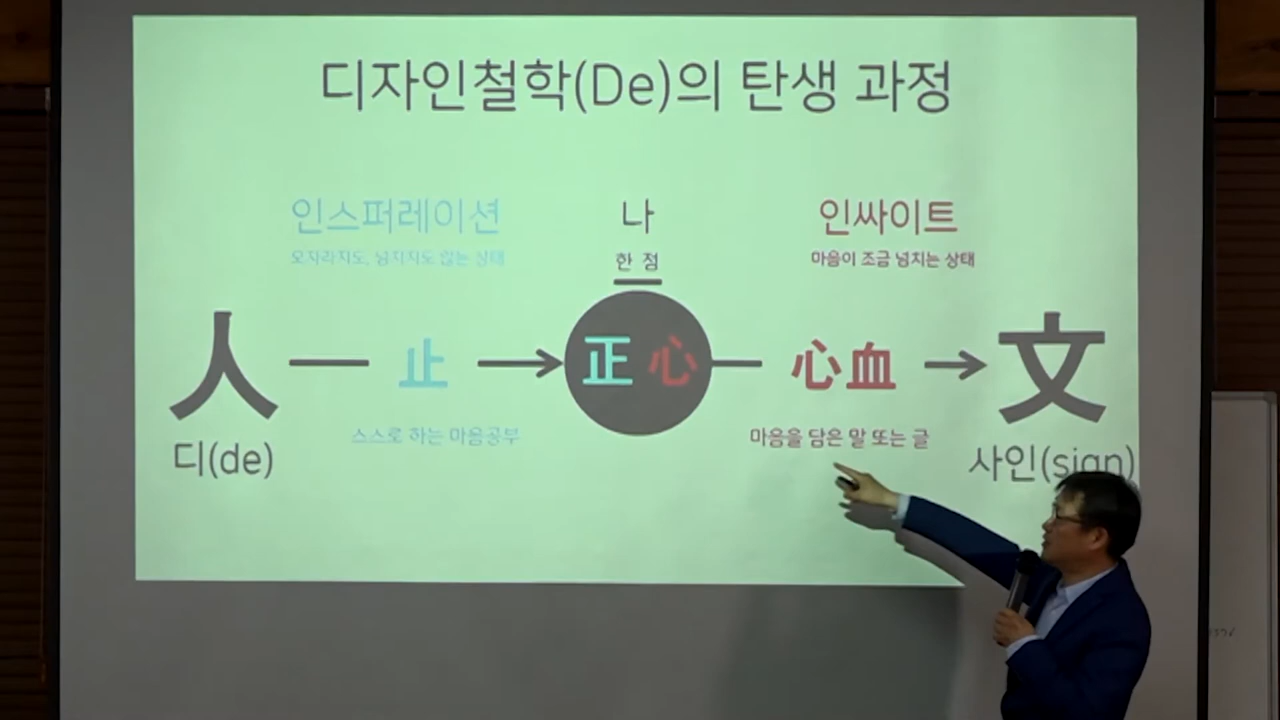 디자인철학(De)의 탄생 과정
인스퍼레이션
모자라지도, 넘치지도 않는 상태
나
한 점
인싸이트
마음이 조금 넘치는 상태
人
止
正 心
心血
文
디(de)
스스로 하는 마음공부
마음을 담은 말 또는 글
사인(sign)